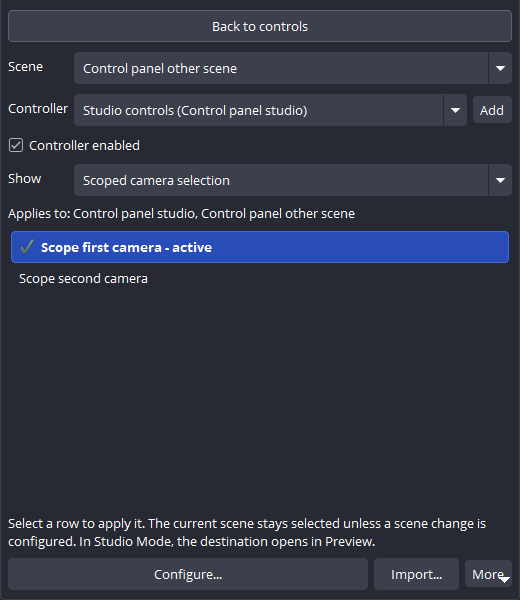 Back to controls
Scene Control panel other scene
Controller Studio controls (Control panel studio) Add
Controller enabled
Show Scoped camera selection
Applies to: Control panel studio, Control panel other scene
Scope first camera - active
Scope second camera
Select a row to apply it. The current scene stays selected unless a scene change is
configured. In Studio Mode, the destination opens in Preview.
Configure... Import... More